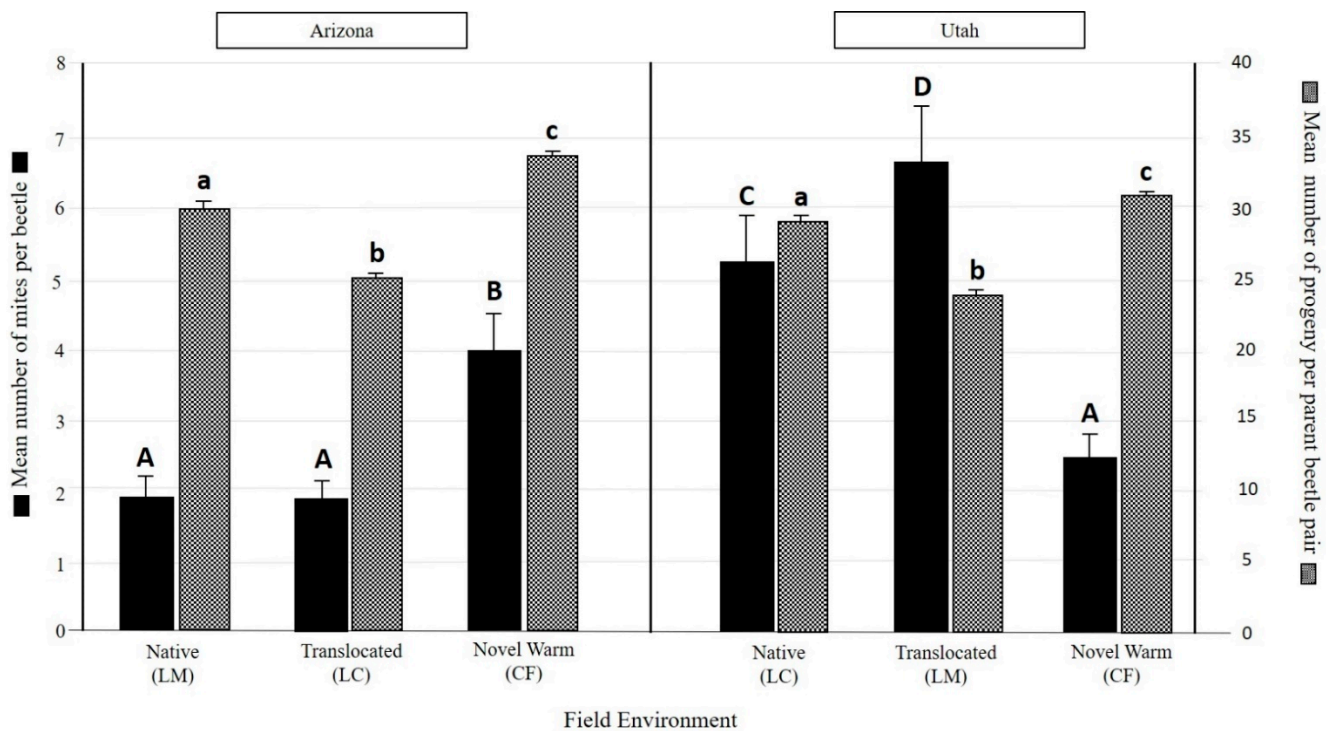 Arizona
Utah
Mean number of mites per beetle
8
7
6
5
4
3
2
1
0
A
a
A
b
B
c
C
a
D
b
A
c
40
35
30
25
20
15
10
5
0
Mean number of progeny per parent beetle pair
Native
(LM)
Translocated
(LC)
Novel Warm
(CF)
Native
(LC)
Translocated
(LM)
Novel Warm
(CF)
Field Environment